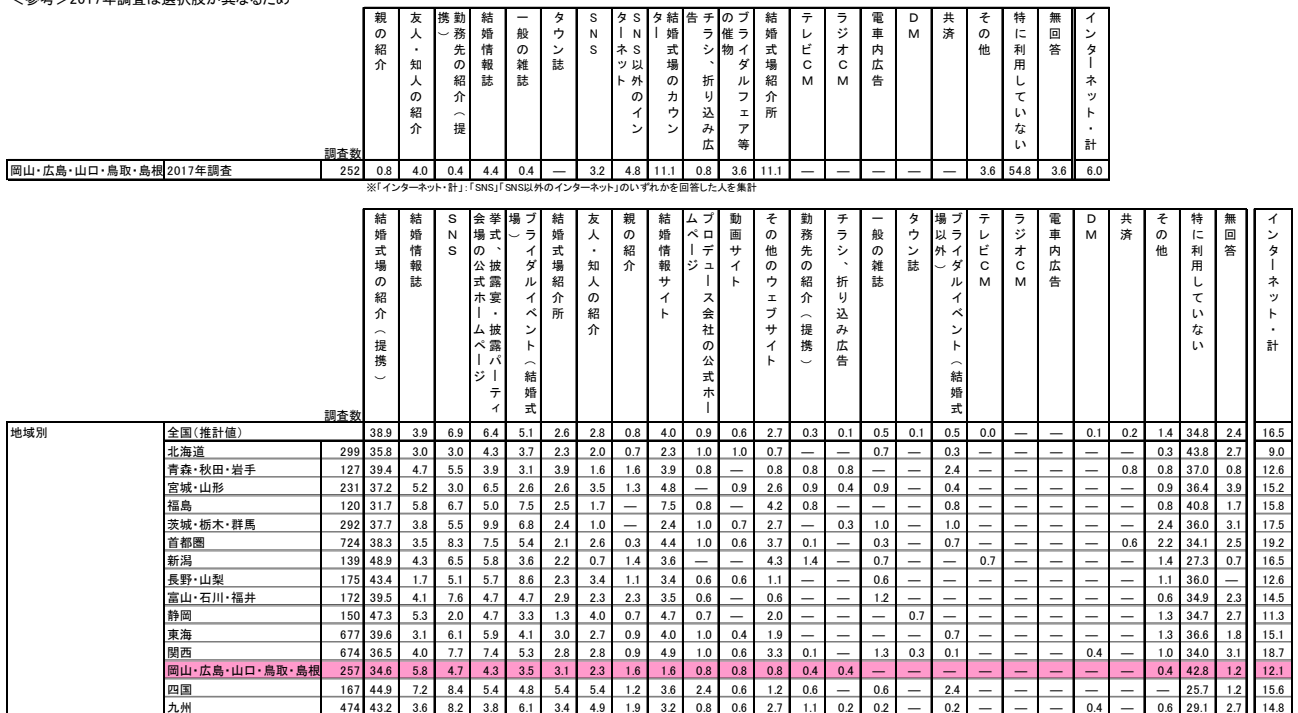 ＜参考＞2017年調査は選択肢が異なるため
調査数 親の紹介 友人・知人の紹介 勤務先の紹介（提携） 結婚情報誌 一般の雑誌 タウン誌 SNS SNS以外のインターネット 結婚式場のカウンター チラシ、折り込み広告 ブライダルフェア等の催物 結婚式場紹介所 テレビCM ラジオCM 電車内広告 DM 共済 その他 特に利用していない 無回答 インターネット・計
岡山・広島・山口・鳥取・島根 2017年調査 252 0.8 4.0 0.4 4.4 0.4 — 3.2 4.8 11.1 0.8 3.6 11.1 — — — — — 3.6 54.8 3.6 6.0
※「インターネット・計」：「SNS」「SNS以外のインターネット」のいずれかを回答した人を集計
調査数 結婚式場の紹介（提携） 結婚情報誌 SNS 挙式、披露宴・披露パーティ会場の公式ホームページ ブライダルイベント（結婚式場） 結婚式場紹介所 友人・知人の紹介 親の紹介 結婚情報サイト プロデュース会社の公式ホームページ 動画サイト その他のウェブサイト 勤務先の紹介（提携） チラシ、折り込み広告 一般の雑誌 タウン誌 ブライダルイベント（結婚式場以外） テレビCM ラジオCM 電車内広告 DM 共済 その他 特に利用していない 無回答 インターネット・計
地域別 全国（推計値） 38.9 3.9 6.9 6.4 5.1 2.6 2.8 0.8 4.0 0.9 0.6 2.7 0.3 0.1 0.5 0.1 0.5 0.0 — — 0.1 0.2 1.4 34.8 2.4 16.5
北海道 299 35.8 3.0 3.0 4.3 3.7 2.3 2.0 0.7 2.3 1.0 1.0 0.7 — — 0.7 — 0.3 — — — — — 0.3 43.8 2.7 9.0
青森・秋田・岩手 127 39.4 4.7 5.5 3.9 3.1 3.9 1.6 1.6 3.9 0.8 — 0.8 0.8 0.8 — — 2.4 — — — — 0.8 0.8 37.0 0.8 12.6
宮城・山形 231 37.2 5.2 3.0 6.5 2.6 2.6 3.5 1.3 4.8 — 0.9 2.6 0.9 0.4 0.9 — 0.4 — — — — — 0.9 36.4 3.9 15.2
福島 120 31.7 5.8 6.7 5.0 7.5 2.5 1.7 — 7.5 0.8 — 4.2 0.8 — — — 0.8 — — — — — 0.8 40.8 1.7 15.8
茨城・栃木・群馬 292 37.7 3.8 5.5 9.9 6.8 2.4 1.0 — 2.4 1.0 0.7 2.7 — 0.3 1.0 — 1.0 — — — — — 2.4 36.0 3.1 17.5
首都圏 724 38.3 3.5 8.3 7.5 5.4 2.1 2.6 0.3 4.4 1.0 0.6 3.7 0.1 — 0.3 — 0.7 — — — — 0.6 2.2 34.1 2.5 19.2
新潟 139 48.9 4.3 6.5 5.8 3.6 2.2 0.7 1.4 3.6 — — 4.3 1.4 — 0.7 — — 0.7 — — — — 1.4 27.3 0.7 16.5
長野・山梨 175 43.4 1.7 5.1 5.7 8.6 2.3 3.4 1.1 3.4 0.6 0.6 1.1 — — 0.6 — — — — — — — 1.1 36.0 — 12.6
富山・石川・福井 172 39.5 4.1 7.6 4.7 4.7 2.9 2.3 2.3 3.5 0.6 — 0.6 — — 1.2 — — — — — — — 0.6 34.9 2.3 14.5
静岡 150 47.3 5.3 2.0 4.7 3.3 1.3 4.0 0.7 4.7 0.7 — 2.0 — — — 0.7 — — — — — — 1.3 34.7 2.7 11.3
東海 677 39.6 3.1 6.1 5.9 4.1 3.0 2.7 0.9 4.0 1.0 0.4 1.9 — — — — 0.7 — — — — — 1.3 36.6 1.8 15.1
関西 674 36.5 4.0 7.7 7.4 5.3 2.8 2.8 0.9 4.9 1.0 0.6 3.3 0.1 — 1.3 0.3 0.1 — — — 0.4 — 1.0 34.0 3.1 18.7
岡山・広島・山口・鳥取・島根 257 34.6 5.8 4.7 4.3 3.5 3.1 2.3 1.6 1.6 0.8 0.8 0.8 0.4 0.4 — — — — — — — — 0.4 42.8 1.2 12.1
四国 167 44.9 7.2 8.4 5.4 4.8 5.4 5.4 1.2 3.6 2.4 0.6 1.2 0.6 — 0.6 — 2.4 — — — — — — 25.7 1.2 15.6
九州 474 43.2 3.6 8.2 3.8 6.1 3.4 4.9 1.9 3.2 0.8 0.6 2.7 1.1 0.2 0.2 — 0.2 — — — 0.4 — 0.6 29.1 2.7 14.8